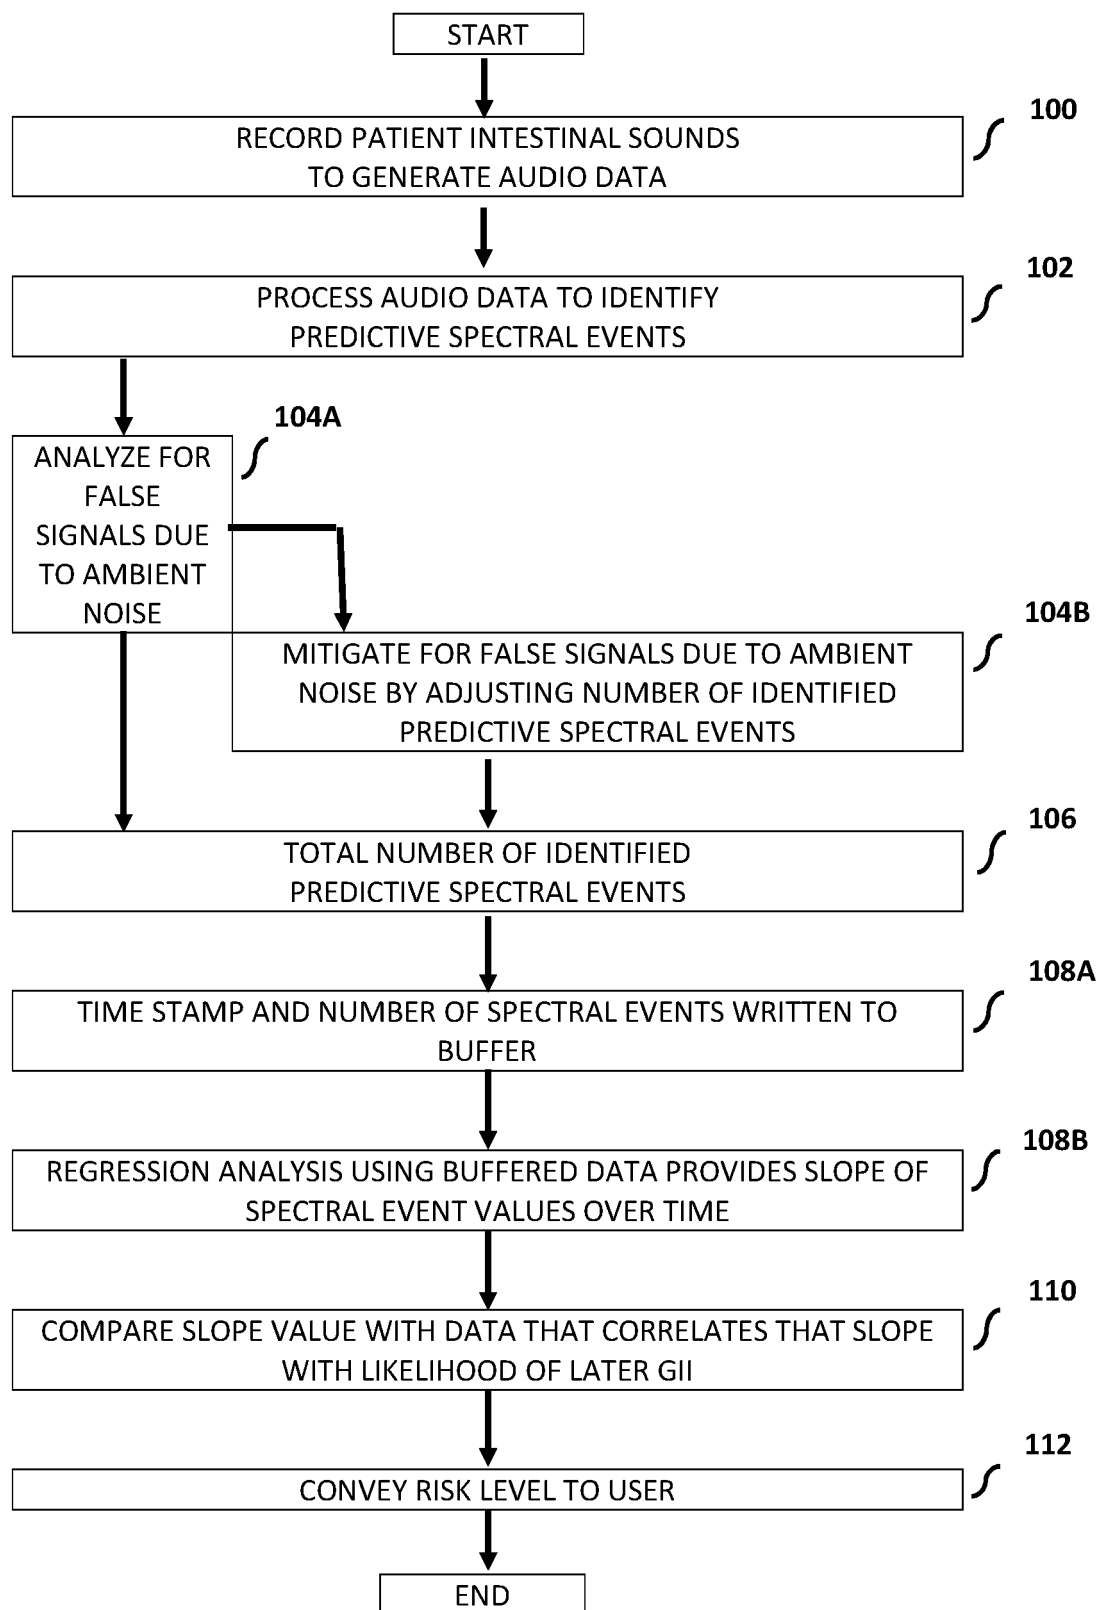 START
100
RECORD PATIENT INTESTINAL SOUNDS
TO GENERATE AUDIO DATA
102
PROCESS AUDIO DATA TO IDENTIFY
PREDICTIVE SPECTRAL EVENTS
104A
ANALYZE FOR
FALSE
SIGNALS DUE
TO AMBIENT
NOISE
104B
MITIGATE FOR FALSE SIGNALS DUE TO AMBIENT
NOISE BY ADJUSTING NUMBER OF IDENTIFIED
PREDICTIVE SPECTRAL EVENTS
106
TOTAL NUMBER OF IDENTIFIED
PREDICTIVE SPECTRAL EVENTS
108A
TIME STAMP AND NUMBER OF SPECTRAL EVENTS WRITTEN TO
BUFFER
108B
REGRESSION ANALYSIS USING BUFFERED DATA PROVIDES SLOPE OF
SPECTRAL EVENT VALUES OVER TIME
110
COMPARE SLOPE VALUE WITH DATA THAT CORRELATES THAT SLOPE
WITH LIKELIHOOD OF LATER GII
112
CONVEY RISK LEVEL TO USER
END